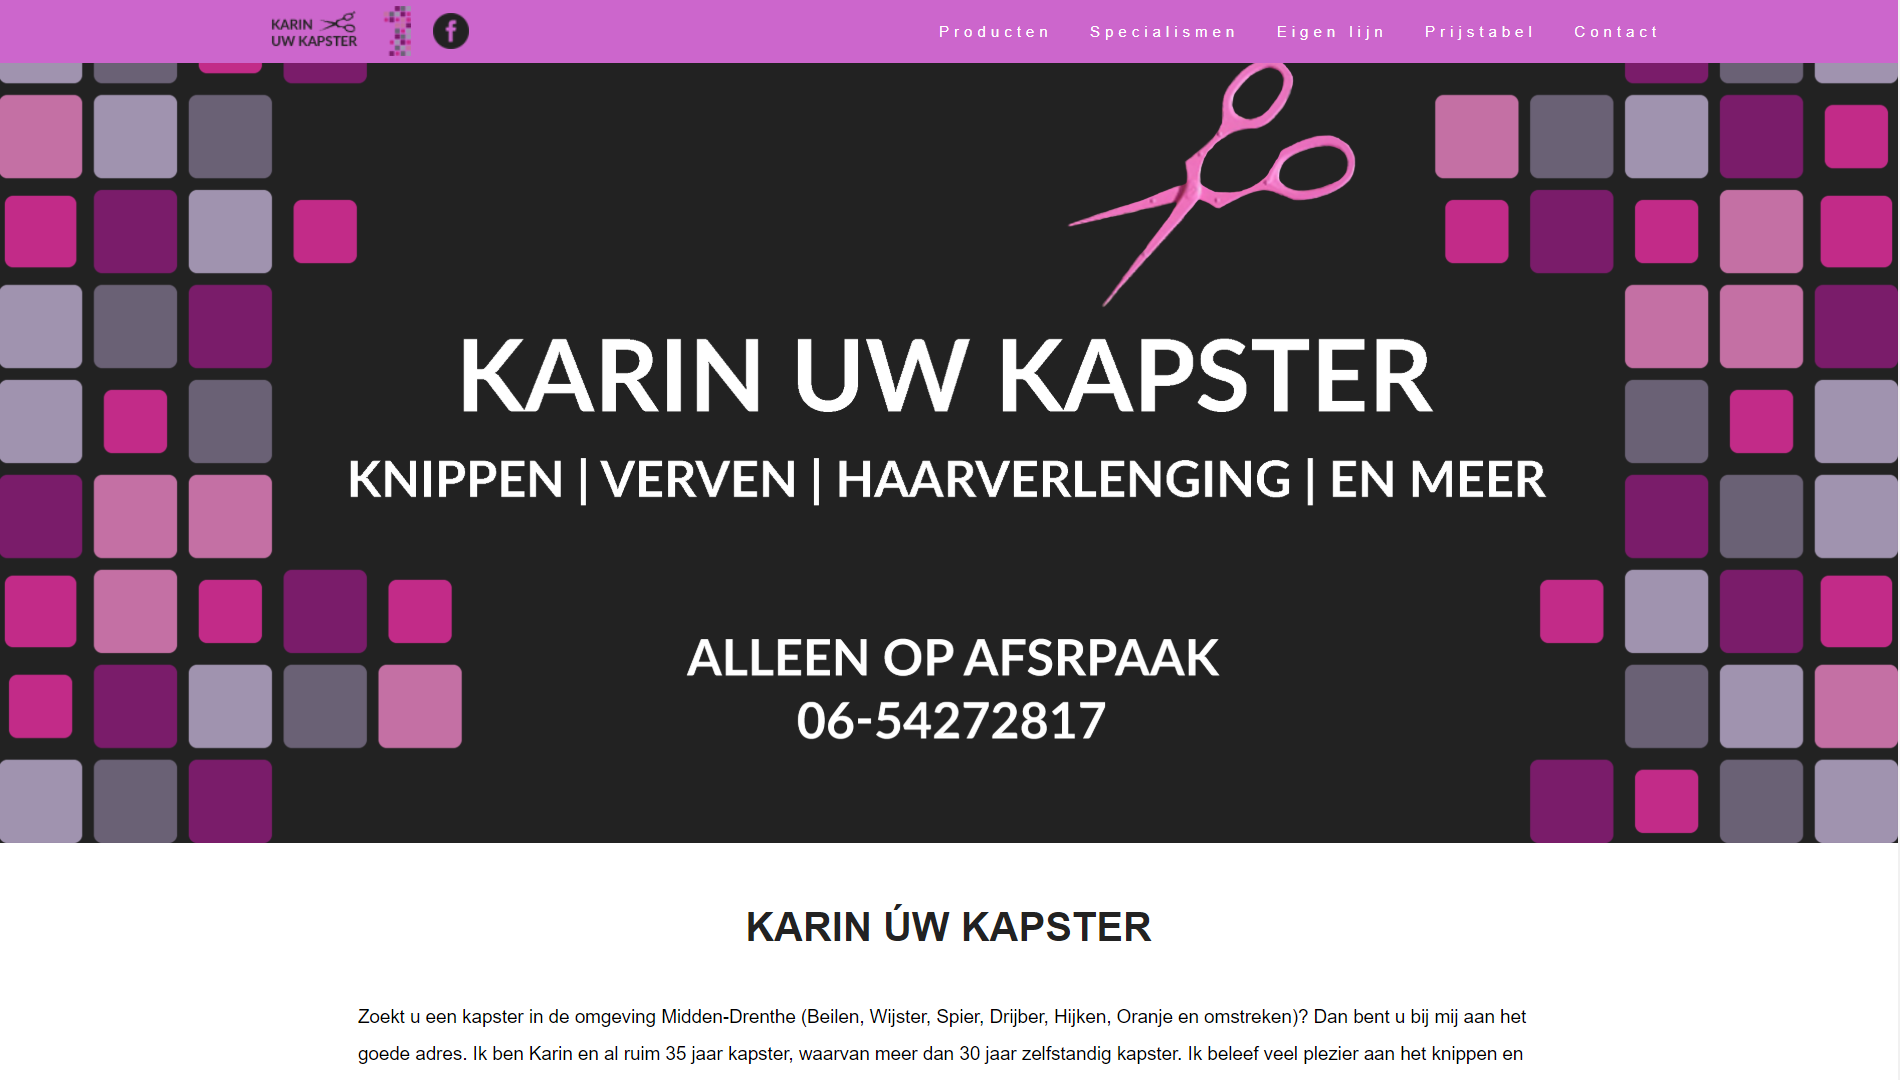 KARIN
UW KAPSTER
f
Producten Specialismen Eigen lijn Prijstabel Contact
KARIN UW KAPSTER
KNIPPEN | VERVEN | HAARVERLENGING | EN MEER
ALLEEN OP AFSRPAAK
06-54272817
KARIN ÚW KAPSTER
Zoekt u een kapster in de omgeving Midden-Drenthe (Beilen, Wijster, Spier, Drijber, Hijken, Oranje en omstreken)? Dan bent u bij mij aan het
goede adres. Ik ben Karin en al ruim 35 jaar kapster, waarvan meer dan 30 jaar zelfstandig kapster. Ik beleef veel plezier aan het knippen en